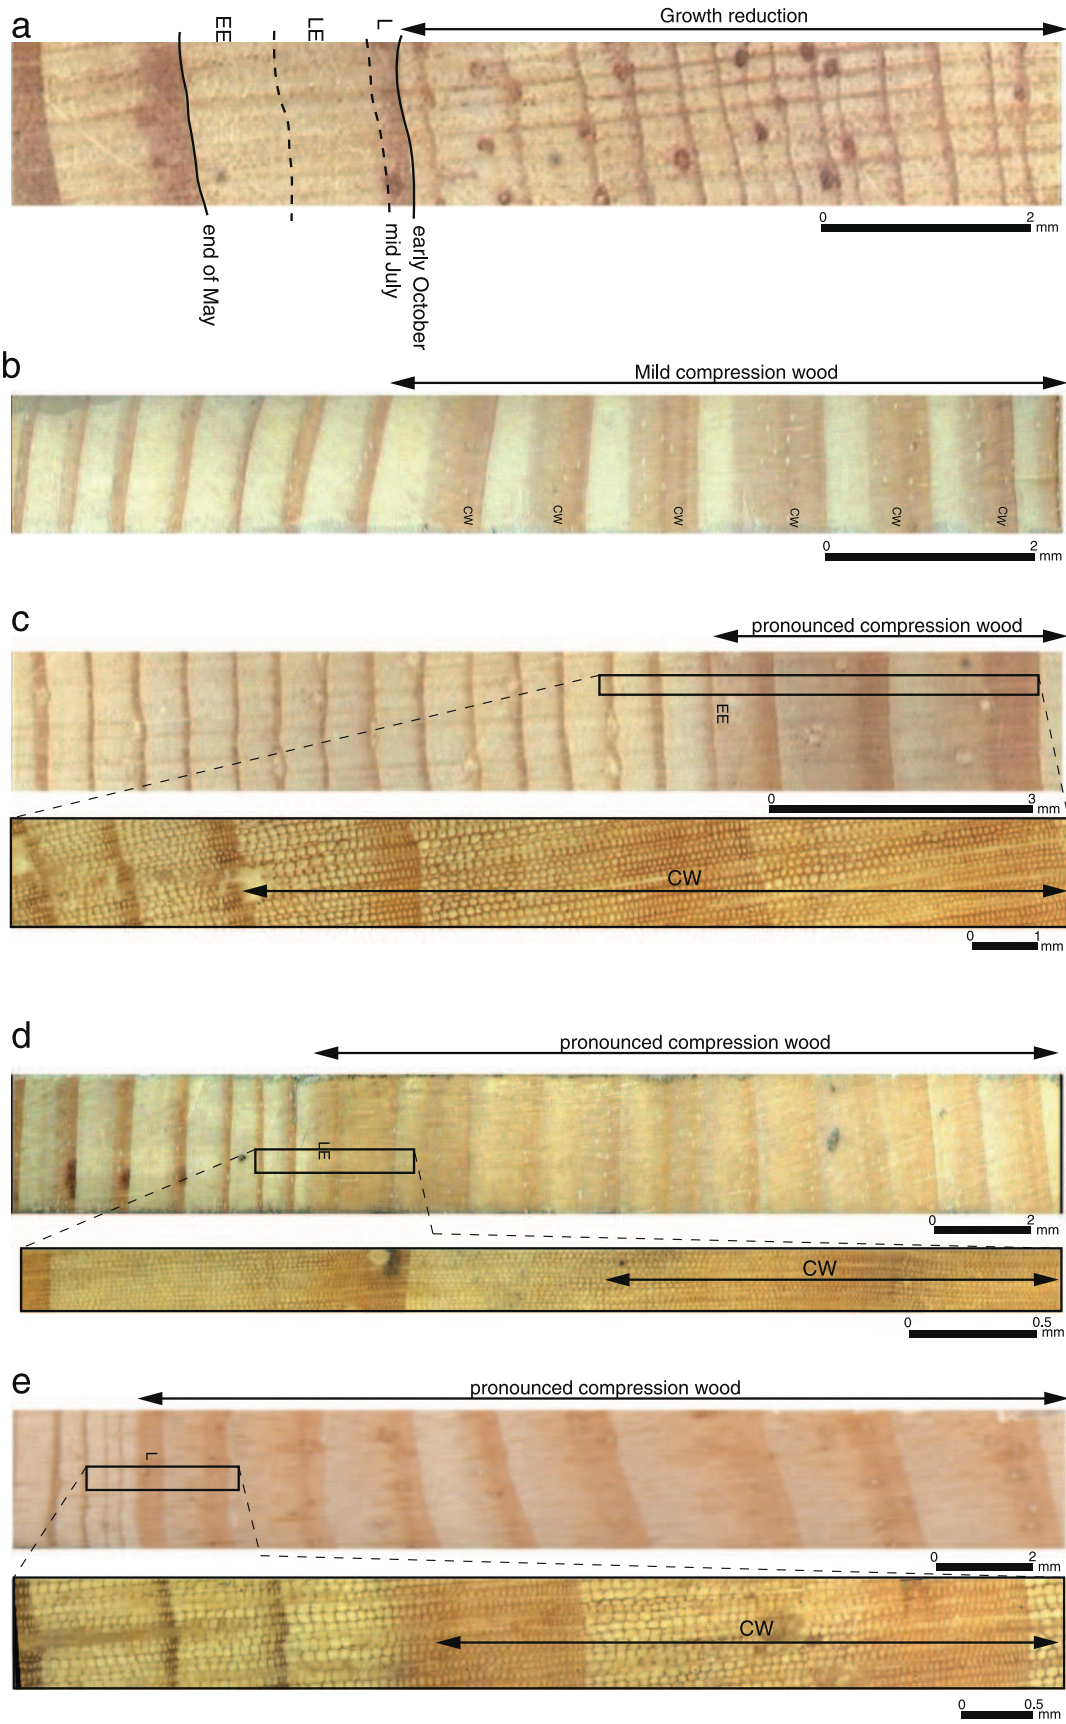 a
EE
LE
L
Growth reduction
end of May
mid July
early October
0 2
mm
b
Mild compression wood
CW CW CW CW CW CW
0 2
mm
c
pronounced compression wood
EE
0 3
mm
CW
0 1
mm
d
pronounced compression wood
LE
0 2
mm
CW
0 0.5
mm
e
pronounced compression wood
L
0 2
mm
CW
0 0.5
mm